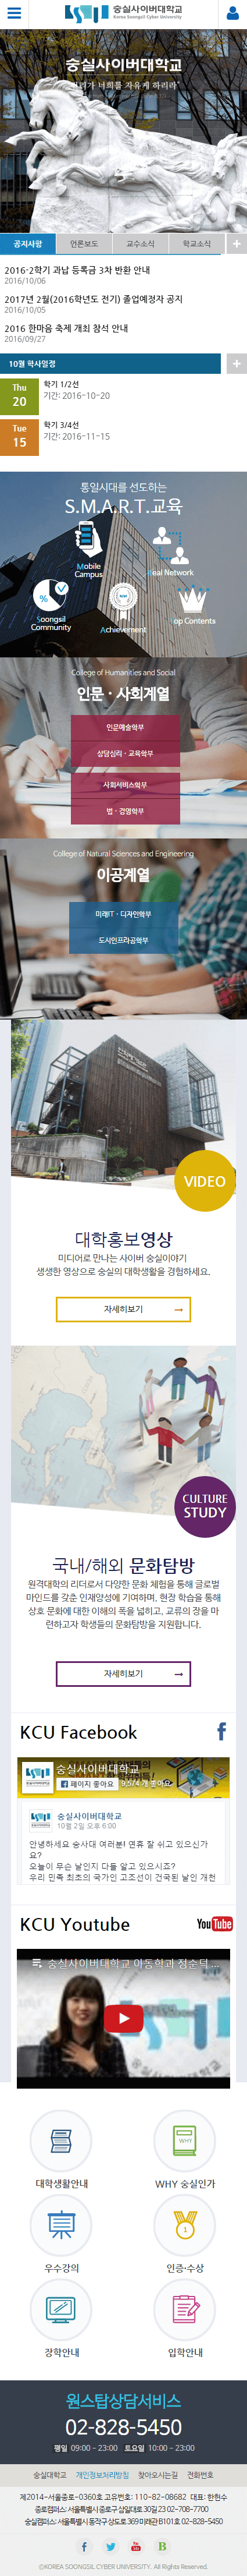 숭실사이버대학교
Korea Soongsil Cyber University
숭실사이버대학교
진리가 너희를 자유케 하리라
공지사항 언론보도 교수소식 학교소식 +
2016-2학기 과납 등록금 3차 반환 안내
2016/10/06
2017년 2월(2016학년도 전기) 졸업예정자 공지
2016/10/05
2016 한마음 축제 개최 참석 안내
2016/09/27
10월 학사일정 +
Thu 20
학기 1/2선
기간: 2016-10-20
Tue 15
학기 3/4선
기간: 2016-11-15
통일시대를 선도하는
S.M.A.R.T.교육
Mobile Campus
Real Network
Soongsil Community
Achievement
Top Contents
College of Humanities and Social
인문·사회계열
인문예술학부
상담심리·교육학부
사회서비스학부
법·경영학부
College of Natural Sciences and Engineering
이공계열
미래IT·디자인학부
도시인프라공학부
VIDEO
대학홍보영상
미디어로 만나는 사이버 숭실이야기
생생한 영상으로 숭실의 대학생활을 경험하세요.
자세히보기
CULTURE STUDY
국내/해외 문화탐방
원격대학의 리더로서 다양한 문화 체험을 통해 글로벌
마인드를 갖춘 인재양성에 기여하며, 현장 학습을 통해
상호 문화에 대한 이해의 폭을 넓히고, 교류의 장을 마
련하고자 학생들의 문화탐방을 지원합니다.
자세히보기
KCU Facebook
숭실사이버대학교
페이지 좋아요 9,574 개 좋아요
숭실사이버대학교
10월 2일 오후 6:00
안녕하세요 숭사대 여러분! 연휴 잘 쉬고 있으신가
요?
오늘이 무슨 날인지 다들 알고 있으시죠?
우리 민족 최초의 국가인 고조선이 건국된 날인 개천
KCU Youtube
YouTube
숭실사이버대학교 아동학과 정순덕 ...
대학생활안내
WHY
WHY 숭실인가
우수강의
1
인증·수상
장학안내
입학안내
원스탑상담서비스
02-828-5450
평일 09:00 ~ 23:00 토요일 10:00 ~ 23:00
숭실대학교 개인정보처리방침 찾아오시는길 전화번호
제2014-서울종로-0360호 고유번호: 110-82-08682 대표: 한헌수
종로캠퍼스: 서울특별시 종로구 삼일대로 30길 23 02-708-7700
숭실캠퍼스: 서울특별시 동작구 상도로 369 미래관 B101호 02-828-5450
ⓒKOREA SOONGSIL CYBER UNIVERSITY. All Rights Reserved.